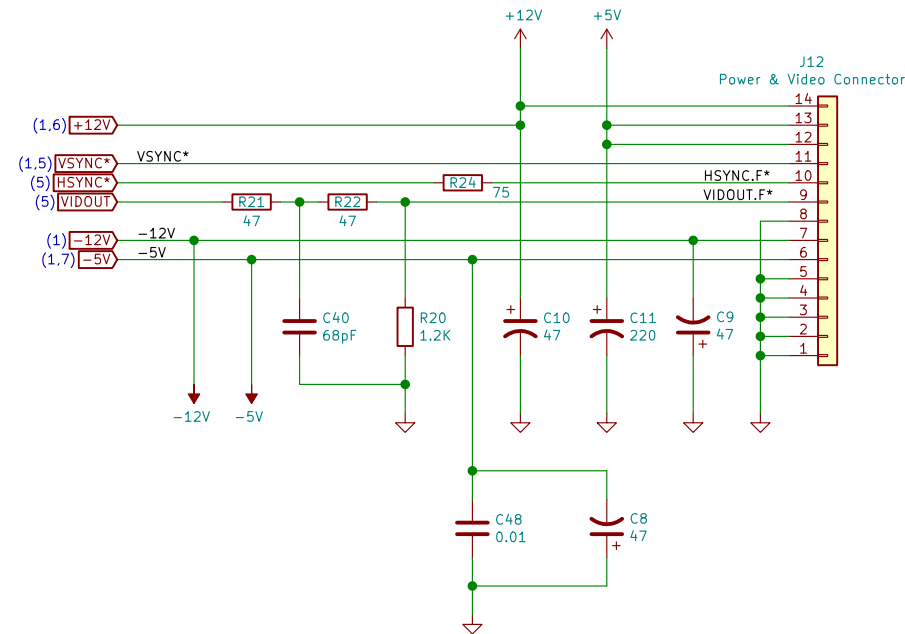 +12V +5V
J12
Power & Video Connector
14
(1,6) +12V 13
12
(1,5) VSYNC* VSYNC* 11
(5) HSYNC* R24 75 HSYNC.F* 10
(5) VIDOUT R21 47 R22 47 VIDOUT.F* 9
8
(1) -12V -12V 7
(1,7) -5V -5V 6
5
4
3
2
1
C40
68pF
R20
1.2K
+ C10
47
+ C11
220
C9
47
+
-12V -5V
C48
0.01
C8
47
+